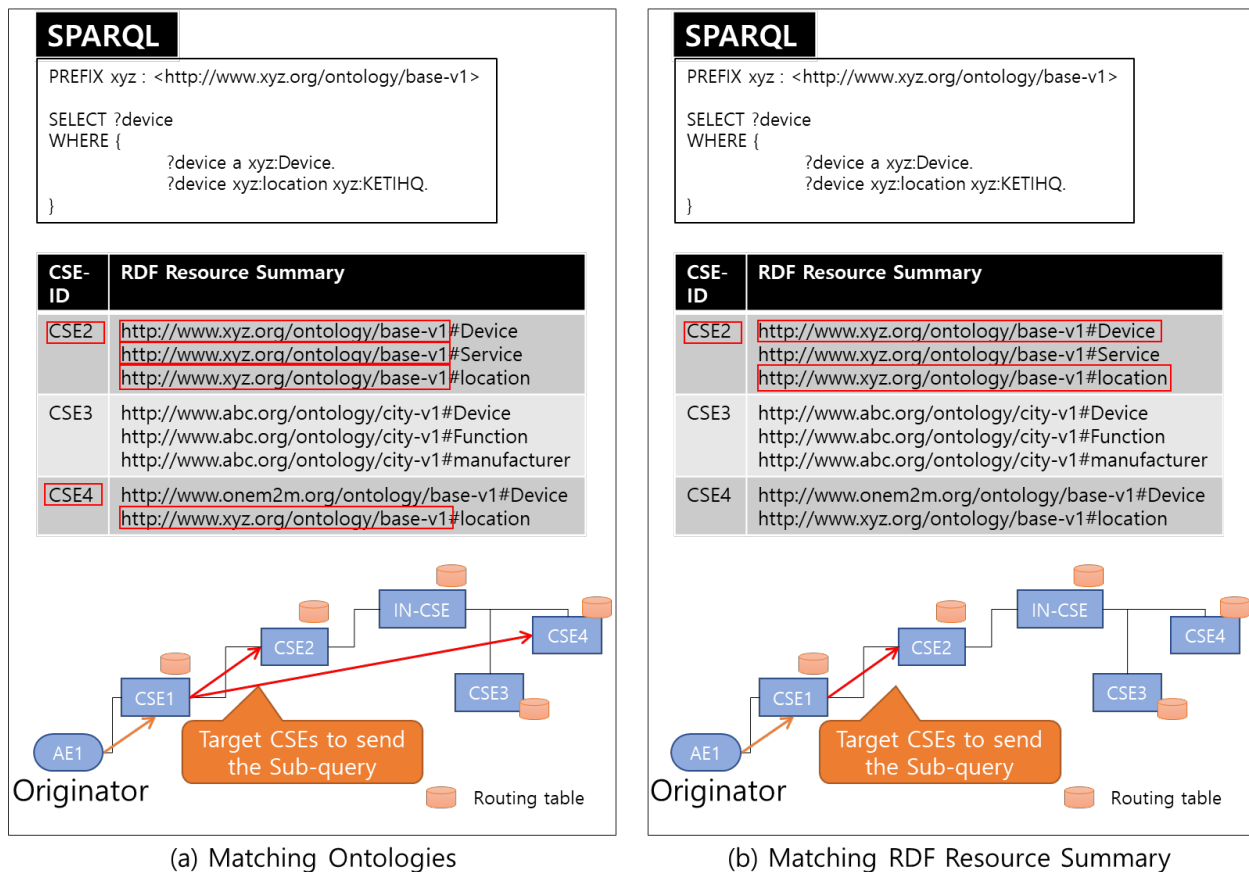 SPARQL
PREFIX xyz : <http://www.xyz.org/ontology/base-v1>
SELECT ?device
WHERE {
?device a xyz:Device.
?device xyz:location xyz:KETIHQ.
}
CSE-ID RDF Resource Summary
CSE2 http://www.xyz.org/ontology/base-v1#Device
http://www.xyz.org/ontology/base-v1#Service
http://www.xyz.org/ontology/base-v1#location
CSE3 http://www.abc.org/ontology/city-v1#Device
http://www.abc.org/ontology/city-v1#Function
http://www.abc.org/ontology/city-v1#manufacturer
CSE4 http://www.onem2m.org/ontology/base-v1#Device
http://www.xyz.org/ontology/base-v1#location
IN-CSE
CSE4
CSE2
CSE3
CSE1
AE1
Originator
Target CSEs to send
the Sub-query
Routing table
(a) Matching Ontologies
SPARQL
PREFIX xyz : <http://www.xyz.org/ontology/base-v1>
SELECT ?device
WHERE {
?device a xyz:Device.
?device xyz:location xyz:KETIHQ.
}
CSE-ID RDF Resource Summary
CSE2 http://www.xyz.org/ontology/base-v1#Device
http://www.xyz.org/ontology/base-v1#Service
http://www.xyz.org/ontology/base-v1#location
CSE3 http://www.abc.org/ontology/city-v1#Device
http://www.abc.org/ontology/city-v1#Function
http://www.abc.org/ontology/city-v1#manufacturer
CSE4 http://www.onem2m.org/ontology/base-v1#Device
http://www.xyz.org/ontology/base-v1#location
IN-CSE
CSE4
CSE2
CSE3
CSE1
AE1
Originator
Target CSEs to send
the Sub-query
Routing table
(b) Matching RDF Resource Summary